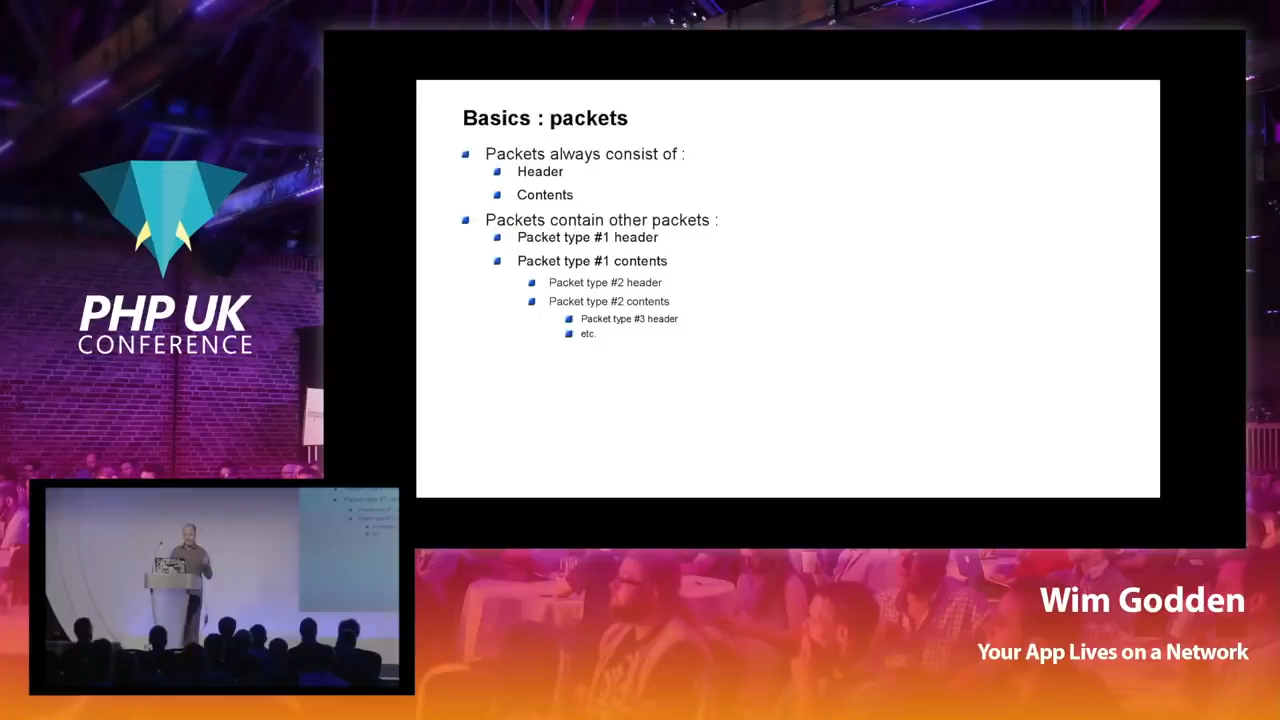 Basics : packets
Packets always consist of :
Header
Contents
Packets contain other packets :
Packet type #1 header
Packet type #1 contents
Packet type #2 header
Packet type #2 contents
Packet type #3 header
etc.
PHP UK
CONFERENCE
Wim Godden
Your App Lives on a Network